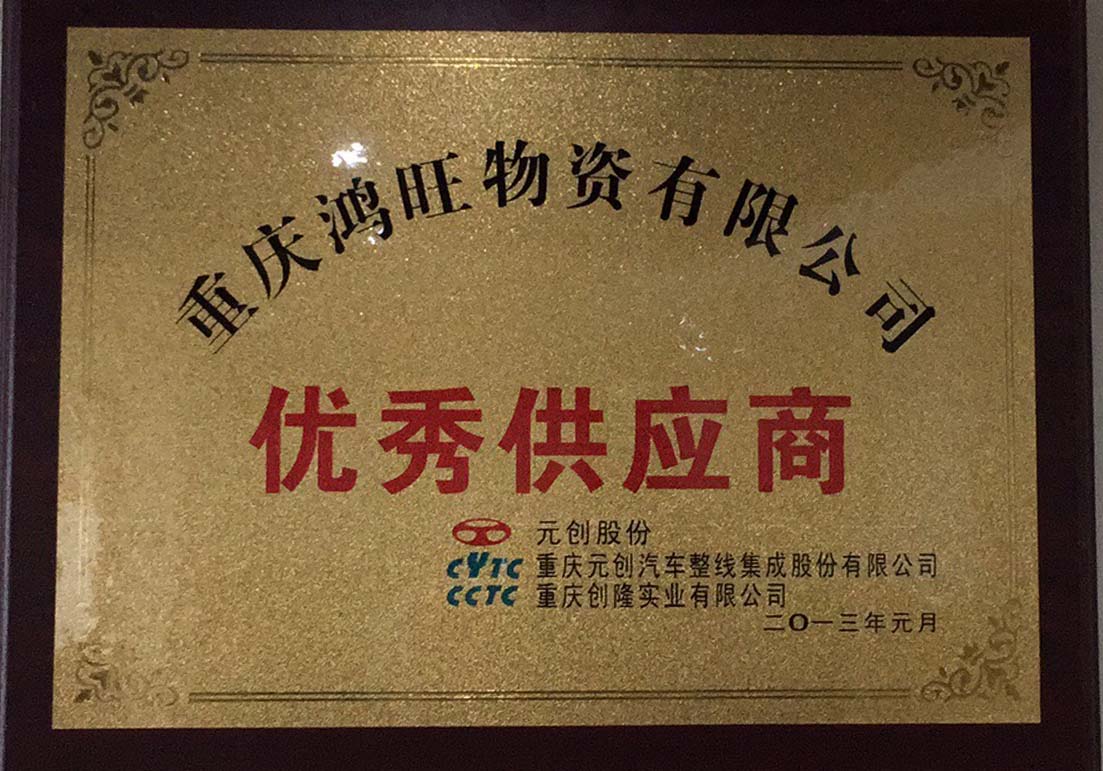 重庆鸿旺物资有限公司
优秀供应商
元创股份
CYTC 重庆元创汽车整线集成股份有限公司
CCTC 重庆创隆实业有限公司
二O一三年元月